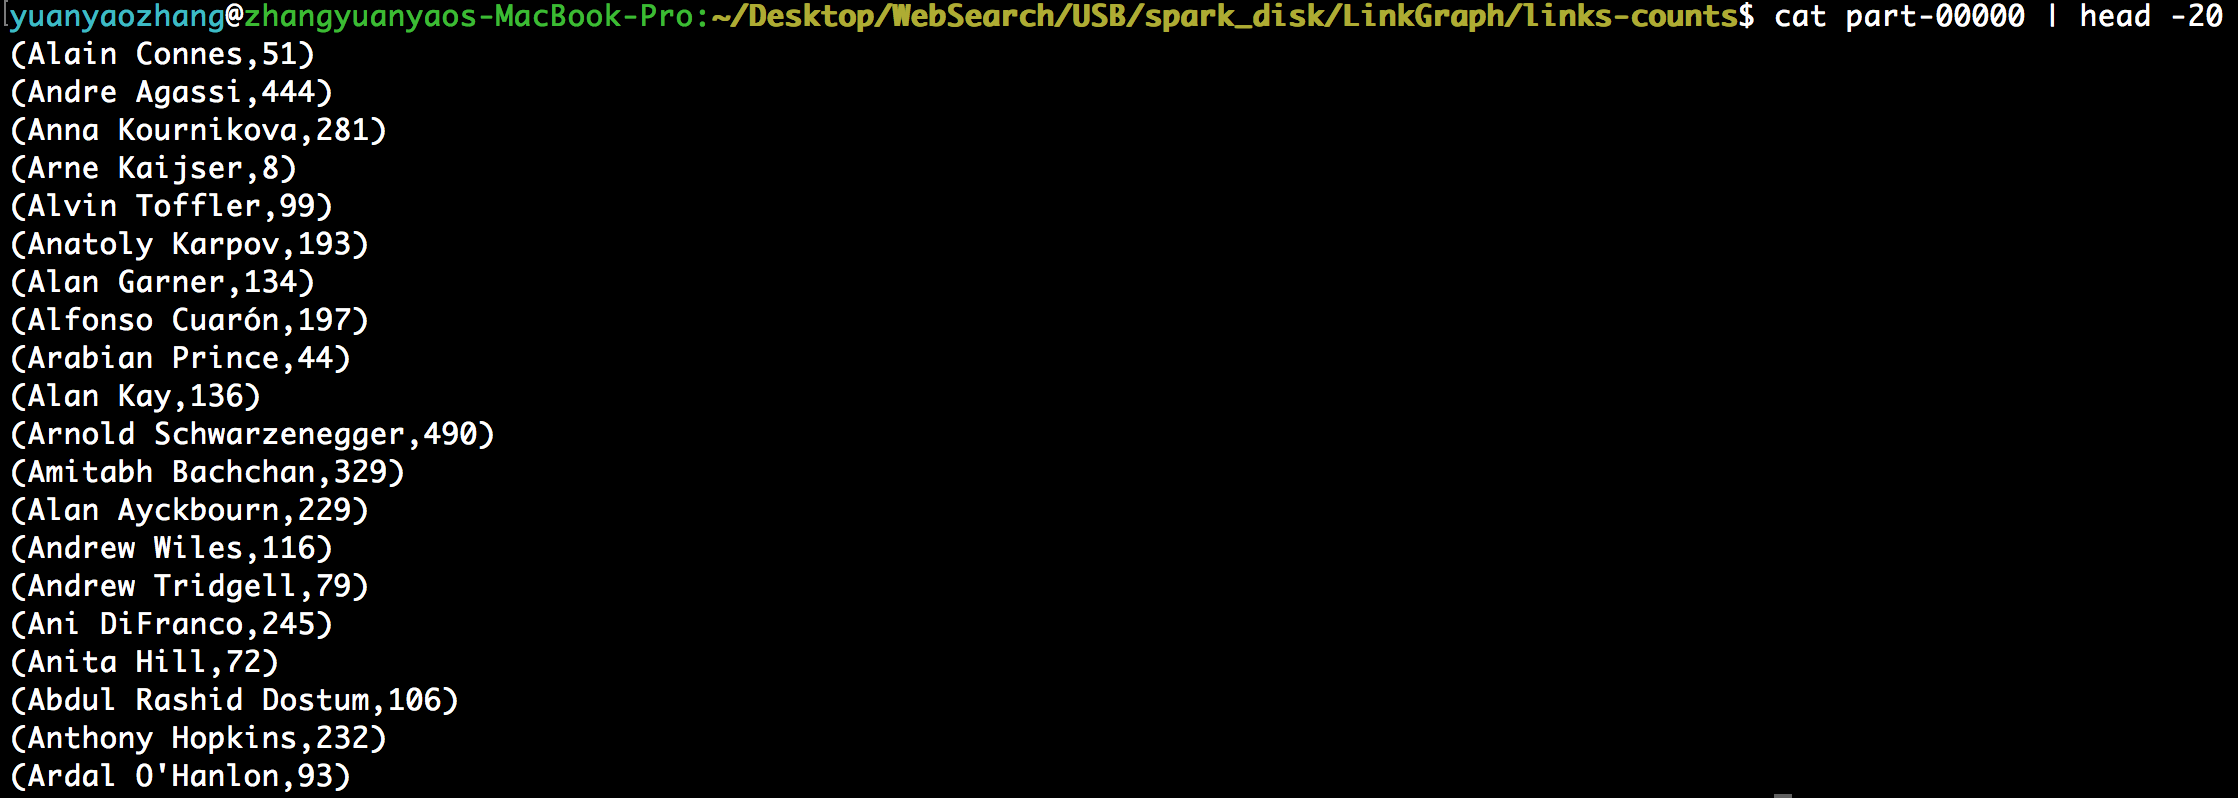 yuanyaozhang@zhangyuanyaos-MacBook-Pro:~/Desktop/WebSearch/USB/spark_disk/LinkGraph/links-counts$ cat part-00000 | head -20
(Alain Connes,51)
(Andre Agassi,444)
(Anna Kournikova,281)
(Arne Kaijser,8)
(Alvin Toffler,99)
(Anatoly Karpov,193)
(Alan Garner,134)
(Alfonso Cuarón,197)
(Arabian Prince,44)
(Alan Kay,136)
(Arnold Schwarzenegger,490)
(Amitabh Bachchan,329)
(Alan Ayckbourn,229)
(Andrew Wiles,116)
(Andrew Tridgell,79)
(Ani DiFranco,245)
(Anita Hill,72)
(Abdul Rashid Dostum,106)
(Anthony Hopkins,232)
(Ardal O'Hanlon,93)